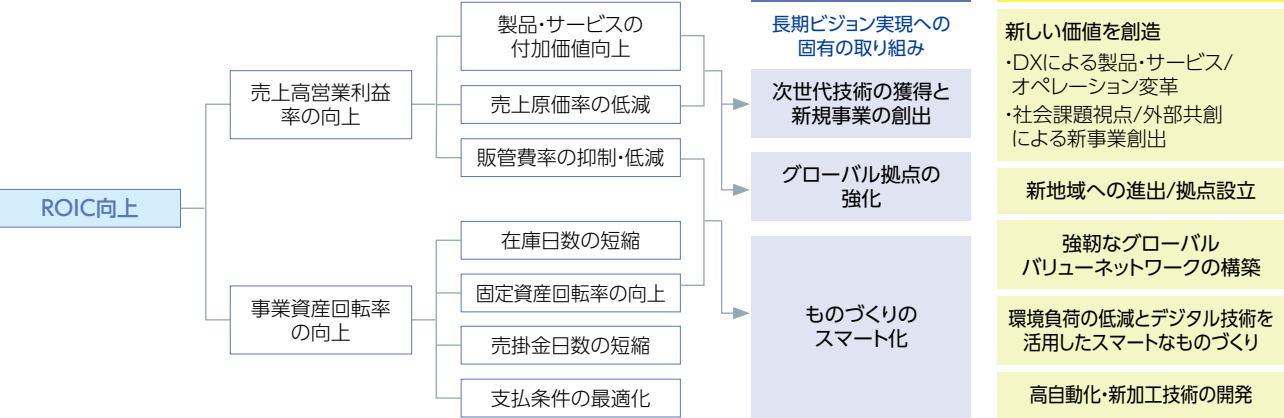 ROIC向上
売上高営業利益
率の向上
事業資産回転率
の向上
製品・サービスの
付加価値向上
売上原価率の低減
販管費率の抑制・低減
在庫日数の短縮
固定資産回転率の向上
売掛金日数の短縮
支払条件の最適化
長期ビジョン実現への
固有の取り組み
次世代技術の獲得と
新規事業の創出
グローバル拠点の
強化
ものづくりの
スマート化
新しい価値を創造
・DXによる製品・サービス/
オペレーション変革
・社会課題視点/外部共創
による新事業創出
新地域への進出/拠点設立
強靭なグローバル
バリューネットワークの構築
環境負荷の低減とデジタル技術を
活用したスマートなものづくり
高自動化・新加工技術の開発